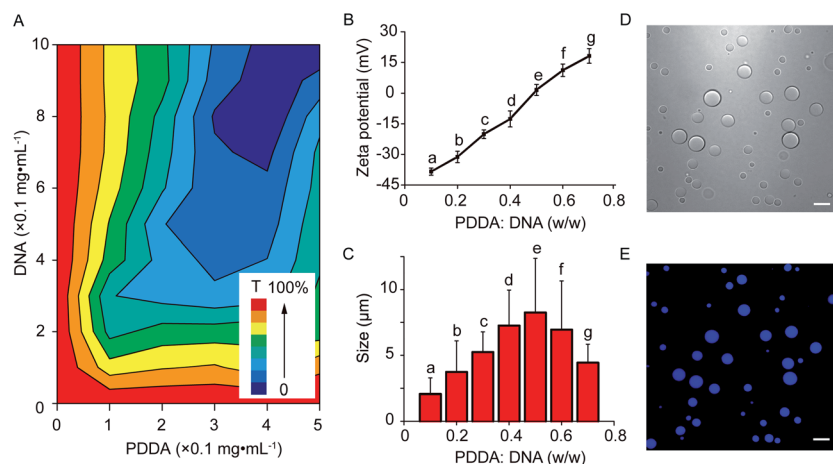 A
10
8
6
4
2
0
DNA (×0.1 mg•mL⁻¹)
T 100%
0
0 1 2 3 4 5
PDDA (×0.1 mg•mL⁻¹)
B
30
15
0
-15
-30
-45
Zeta potential (mV)
a b c d e f g
0.0 0.2 0.4 0.6 0.8
PDDA: DNA (w/w)
C
10
5
0
Size (µm)
a b c d e f g
0.2 0.4 0.6 0.8
PDDA: DNA (w/w)
D
E